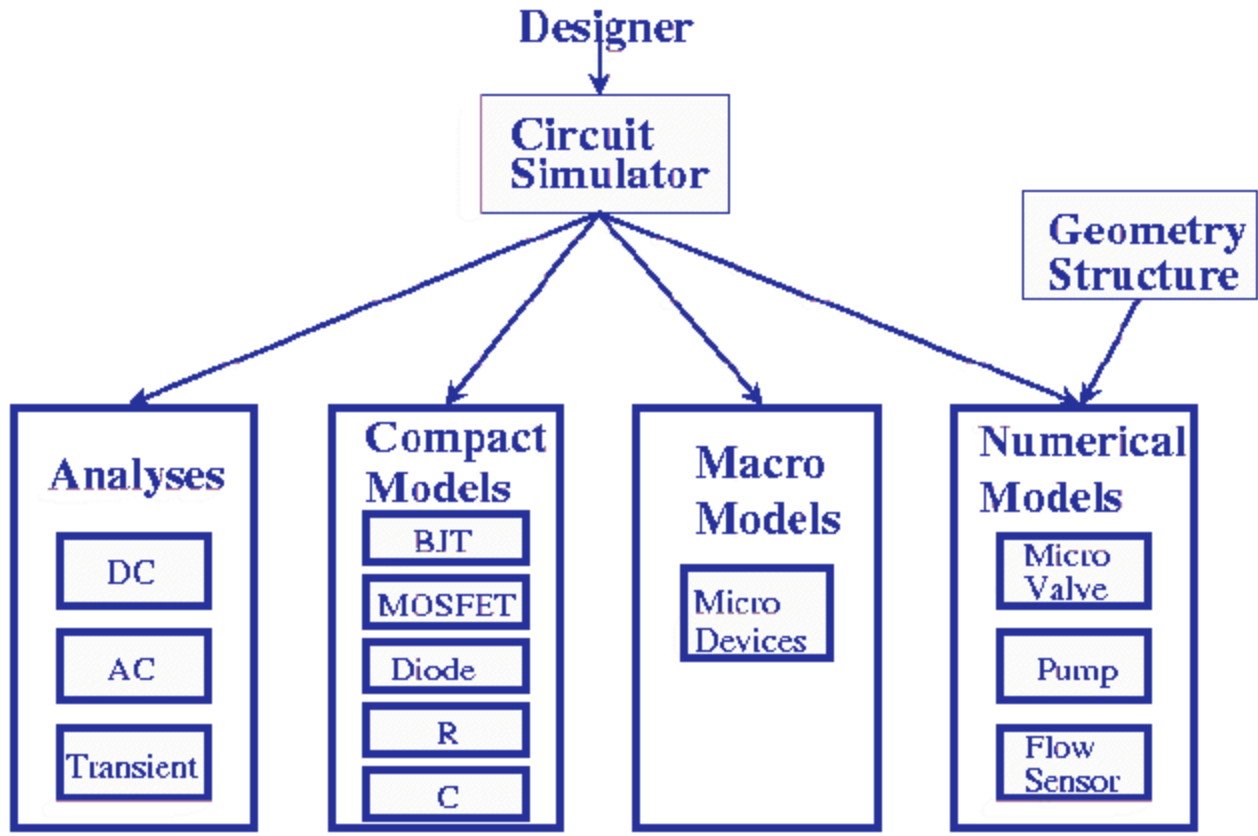 Designer
Circuit
Simulator
Geometry
Structure
Analyses
DC
AC
Transient
Compact
Models
BJT
MOSFET
Diode
R
C
Macro
Models
Micro
Devices
Numerical
Models
Micro
Valve
Pump
Flow
Sensor